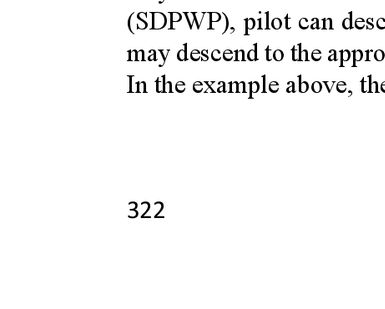 (SDPWP), pilot can desc
may descend to the appro
In the example above, the
322